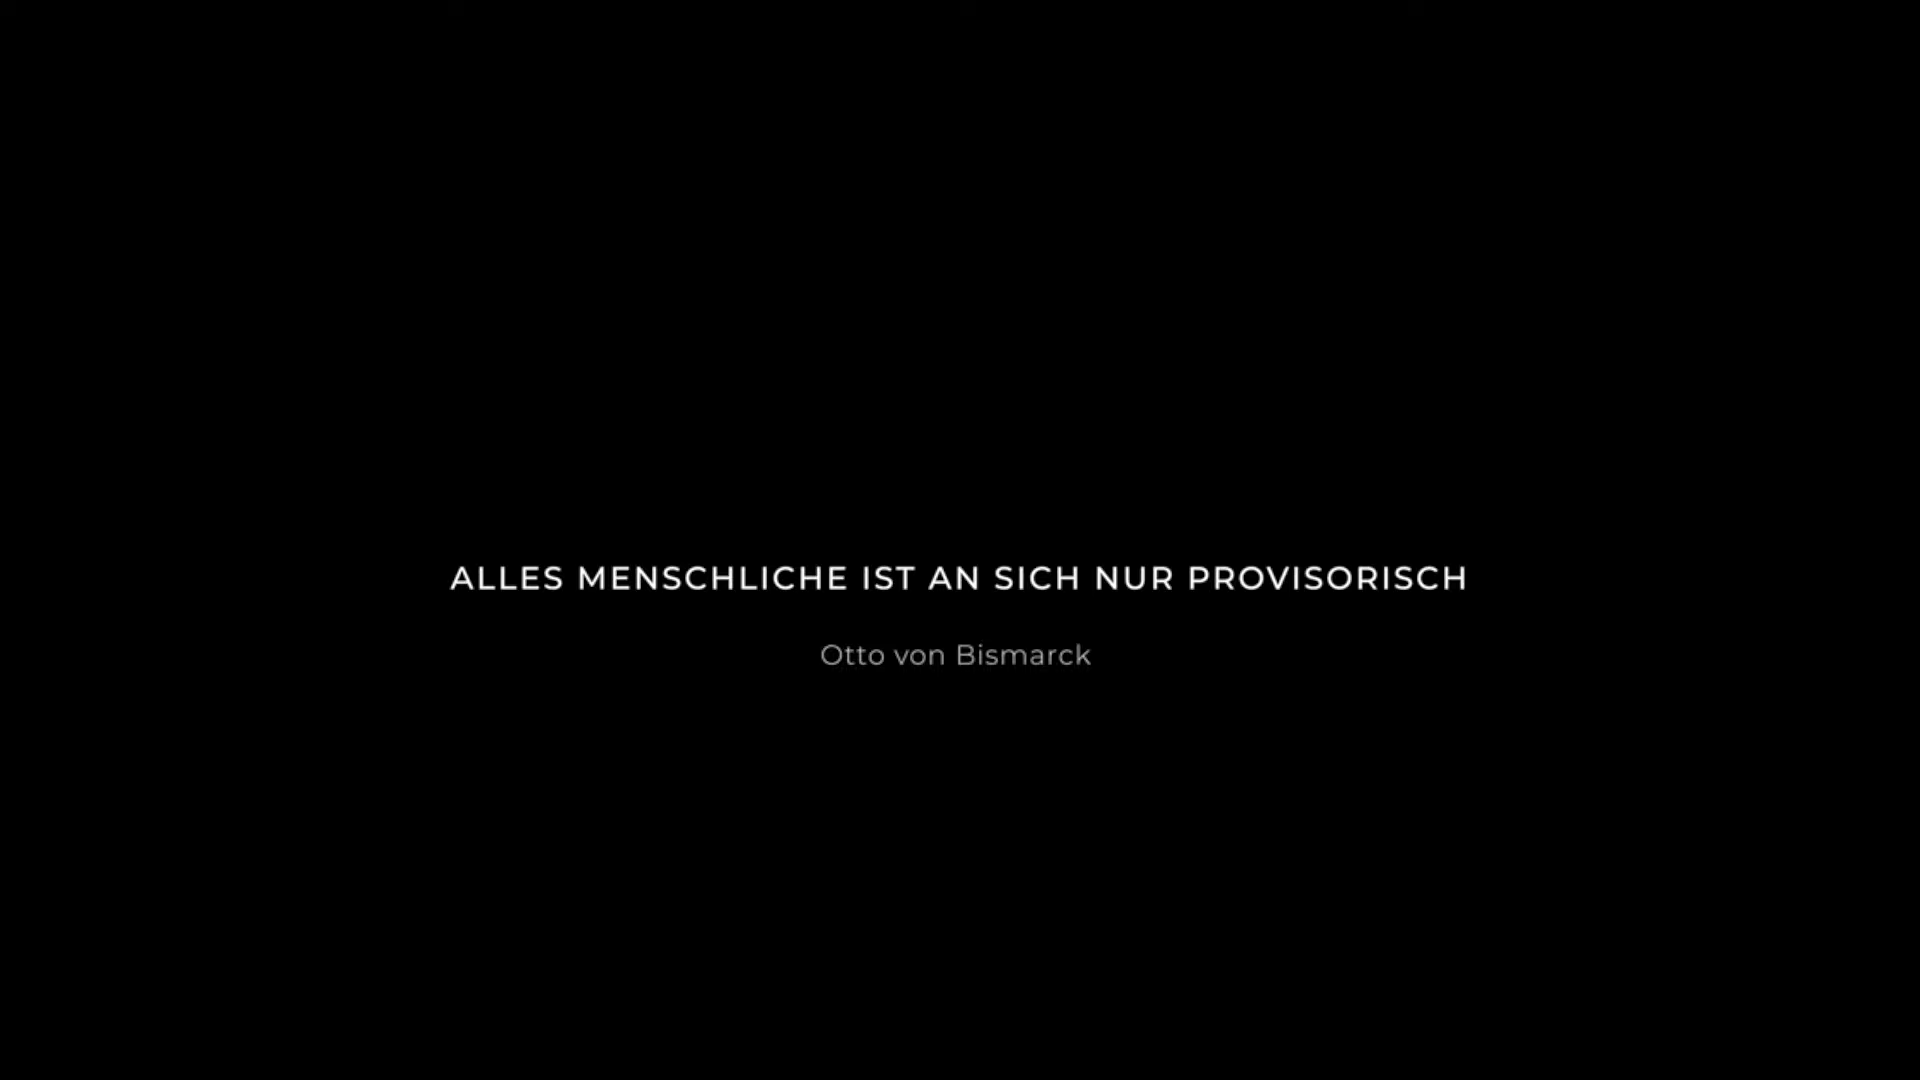 ALLES MENSCHLICHE IST AN SICH NUR PROVISORISCH
Otto von Bismarck